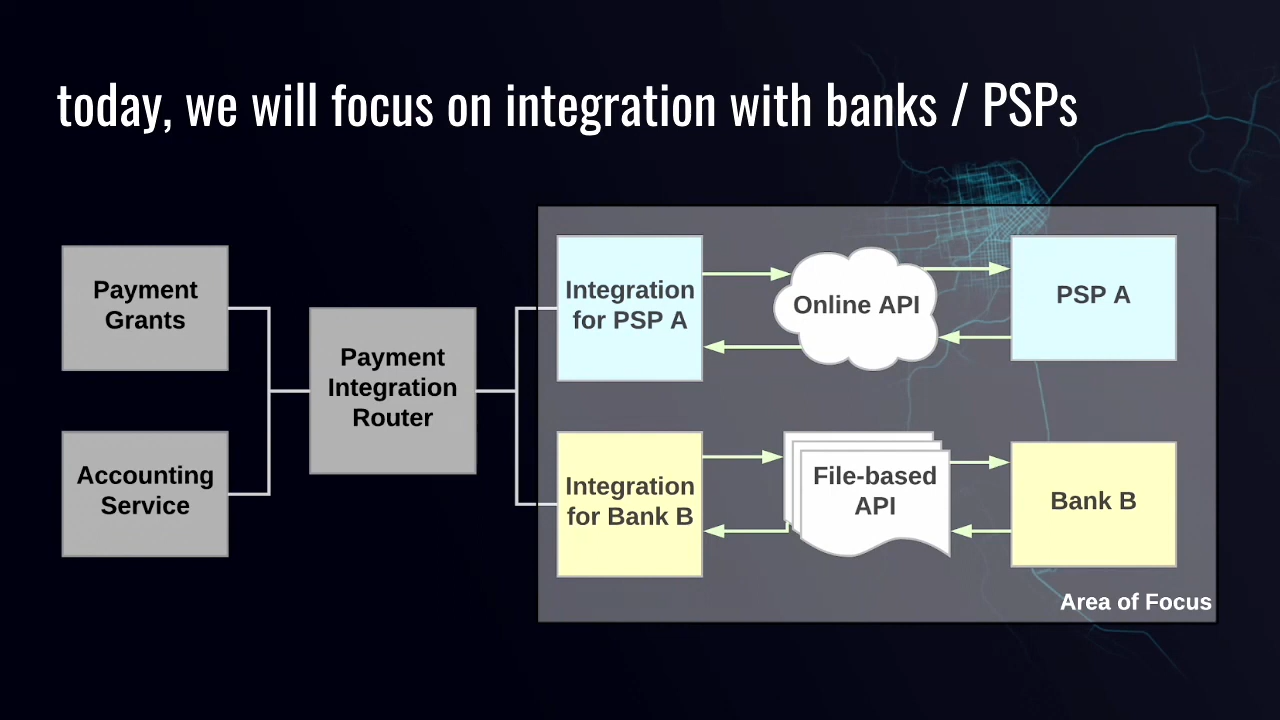 today, we will focus on integration with banks / PSPs
Payment
Grants
Accounting
Service
Payment
Integration
Router
Integration
for PSP A
Online API
PSP A
Integration
for Bank B
File-based
API
Bank B
Area of Focus